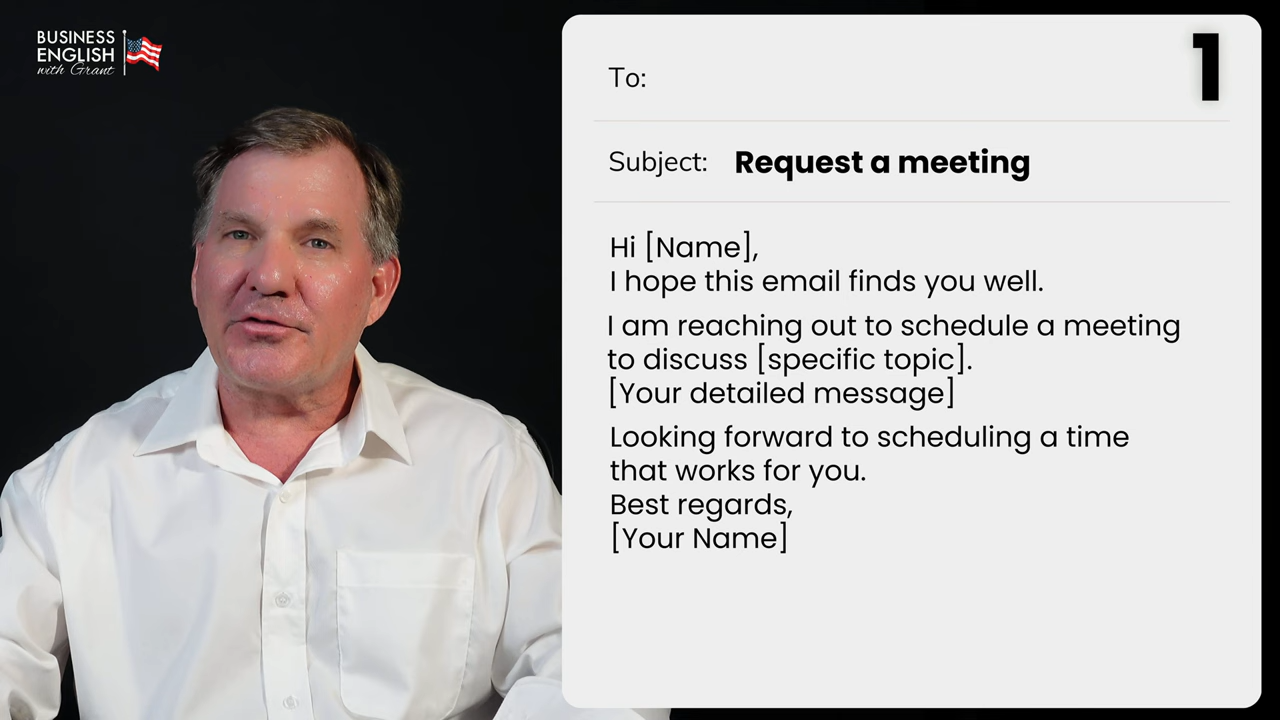 BUSINESS
ENGLISH
with Grant
1
To:
Subject: Request a meeting
Hi [Name],
I hope this email finds you well.
I am reaching out to schedule a meeting
to discuss [specific topic].
[Your detailed message]
Looking forward to scheduling a time
that works for you.
Best regards,
[Your Name]